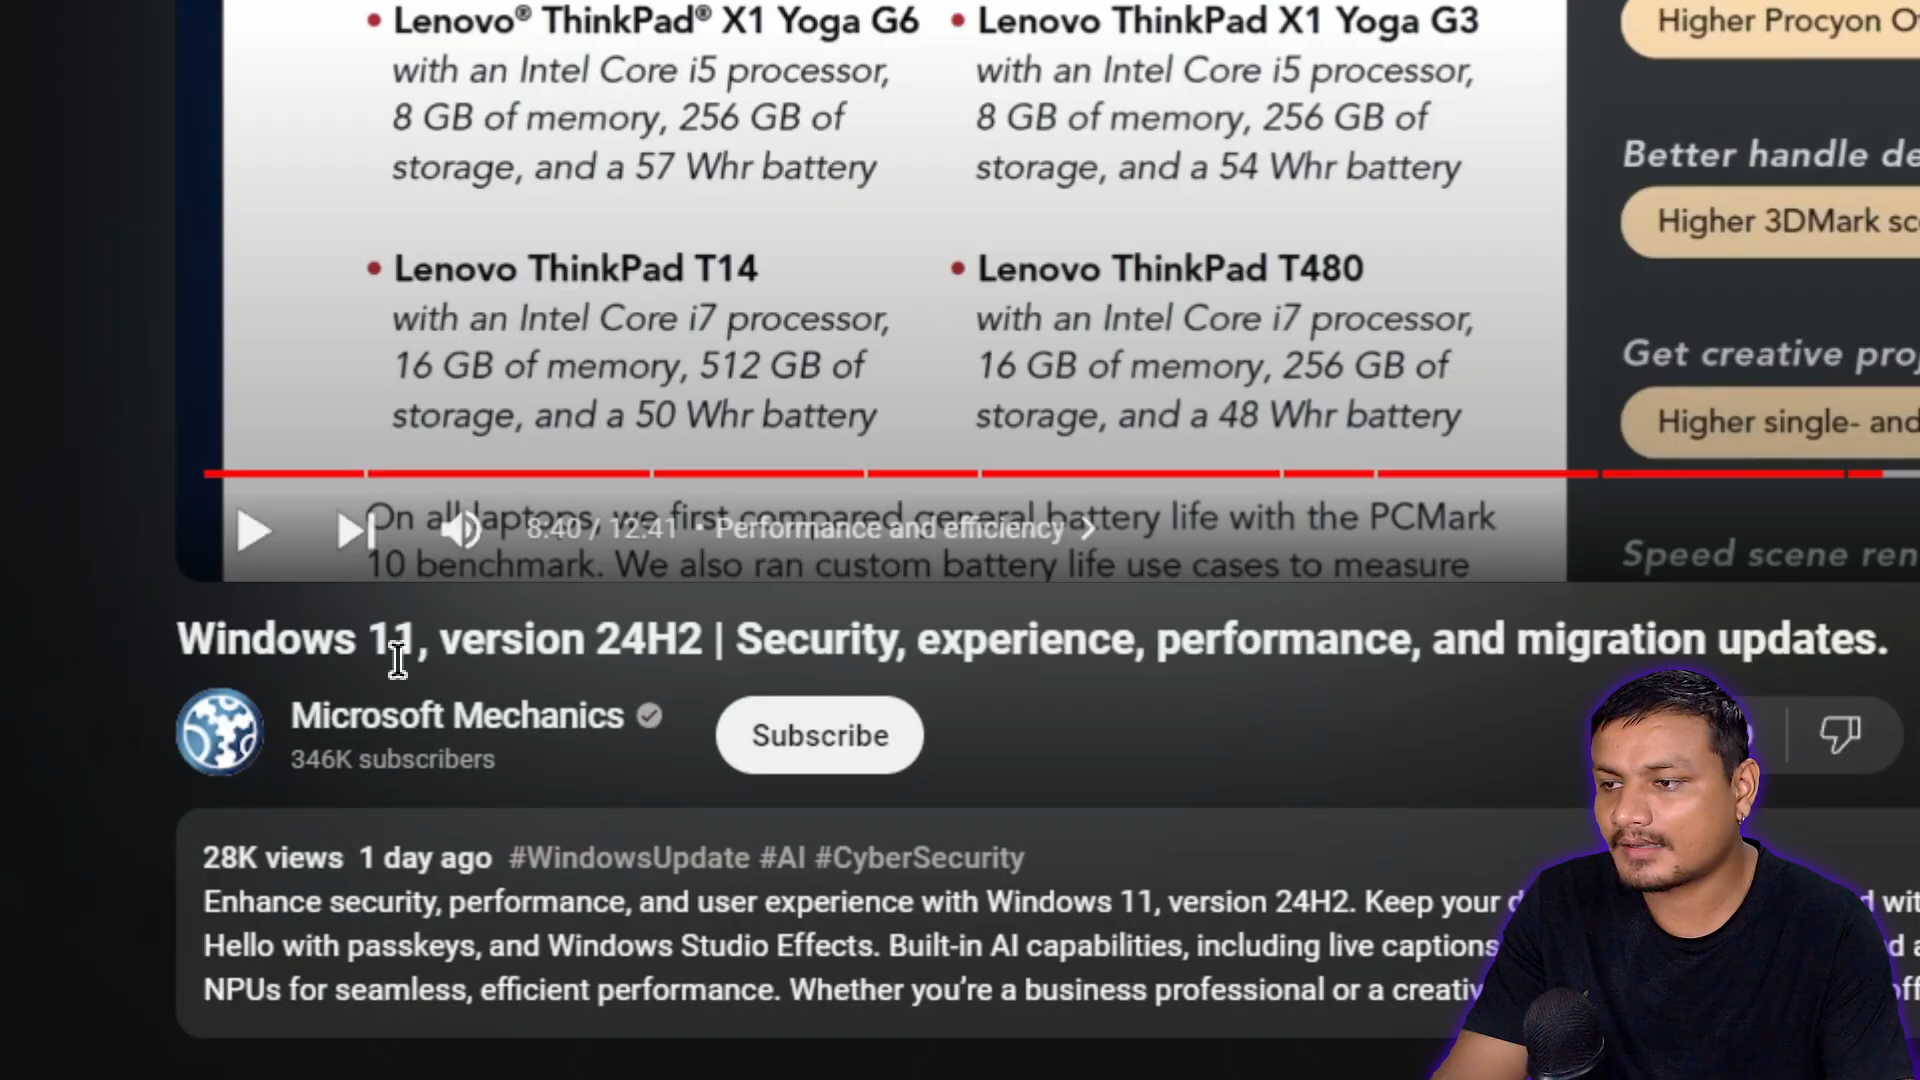 Lenovo® ThinkPad® X1 Yoga G6
with an Intel Core i5 processor,
8 GB of memory, 256 GB of
storage, and a 57 Whr battery
Lenovo ThinkPad X1 Yoga G3
with an Intel Core i5 processor,
8 GB of memory, 256 GB of
storage, and a 54 Whr battery
Lenovo ThinkPad T14
with an Intel Core i7 processor,
16 GB of memory, 512 GB of
storage, and a 50 Whr battery
Lenovo ThinkPad T480
with an Intel Core i7 processor,
16 GB of memory, 256 GB of
storage, and a 48 Whr battery
On all laptops, we first compared general battery life with the PCMark
10 benchmark. We also ran custom battery life use cases to measure
Higher Procyon
Better handle
Higher 3DMark
Get creative
Higher single- and
Speed scene
8:40 / 12:41 • Performance and efficiency
Windows 11, version 24H2 | Security, experience, performance, and migration updates.
Microsoft Mechanics
346K subscribers
Subscribe
28K views 1 day ago #WindowsUpdate #AI #CyberSecurity
Enhance security, performance, and user experience with Windows 11, version 24H2. Keep your
Hello with passkeys, and Windows Studio Effects. Built-in AI capabilities, including live captions
NPUs for seamless, efficient performance. Whether you're a business professional or a